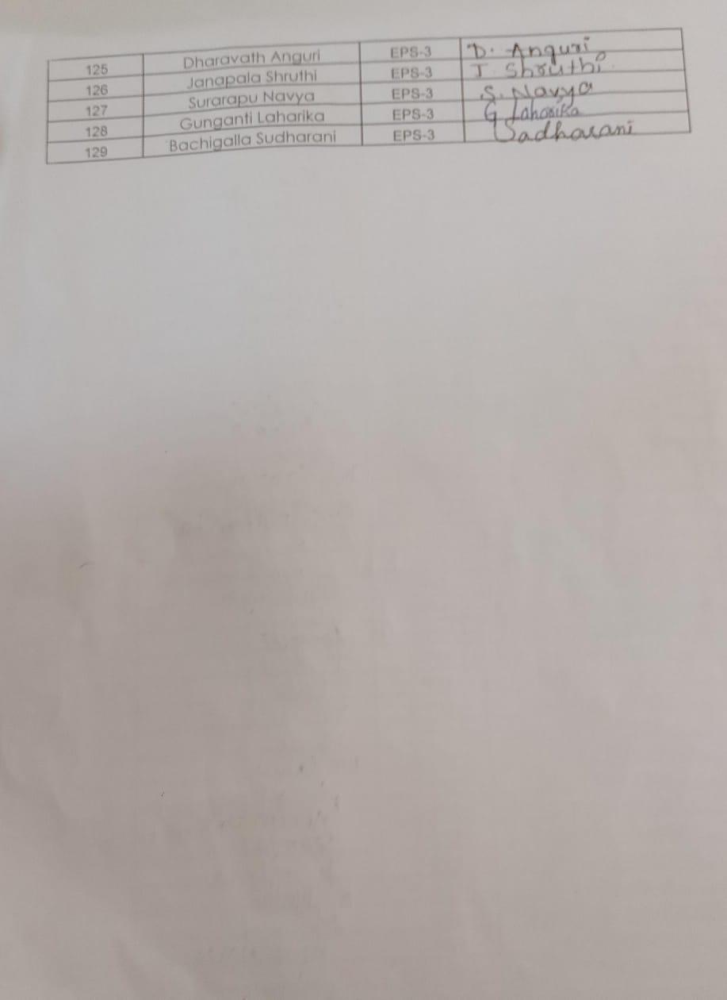 125 Dharavath Anguri EPS-3 D. Anguri
126 Janapala Shruthi EPS-3 J. Shruthi
127 Surarapu Navya EPS-3 S. Navya
128 Gunganti Laharika EPS-3 G Laharika
129 Bachigalla Sudharani EPS-3 Sadharani